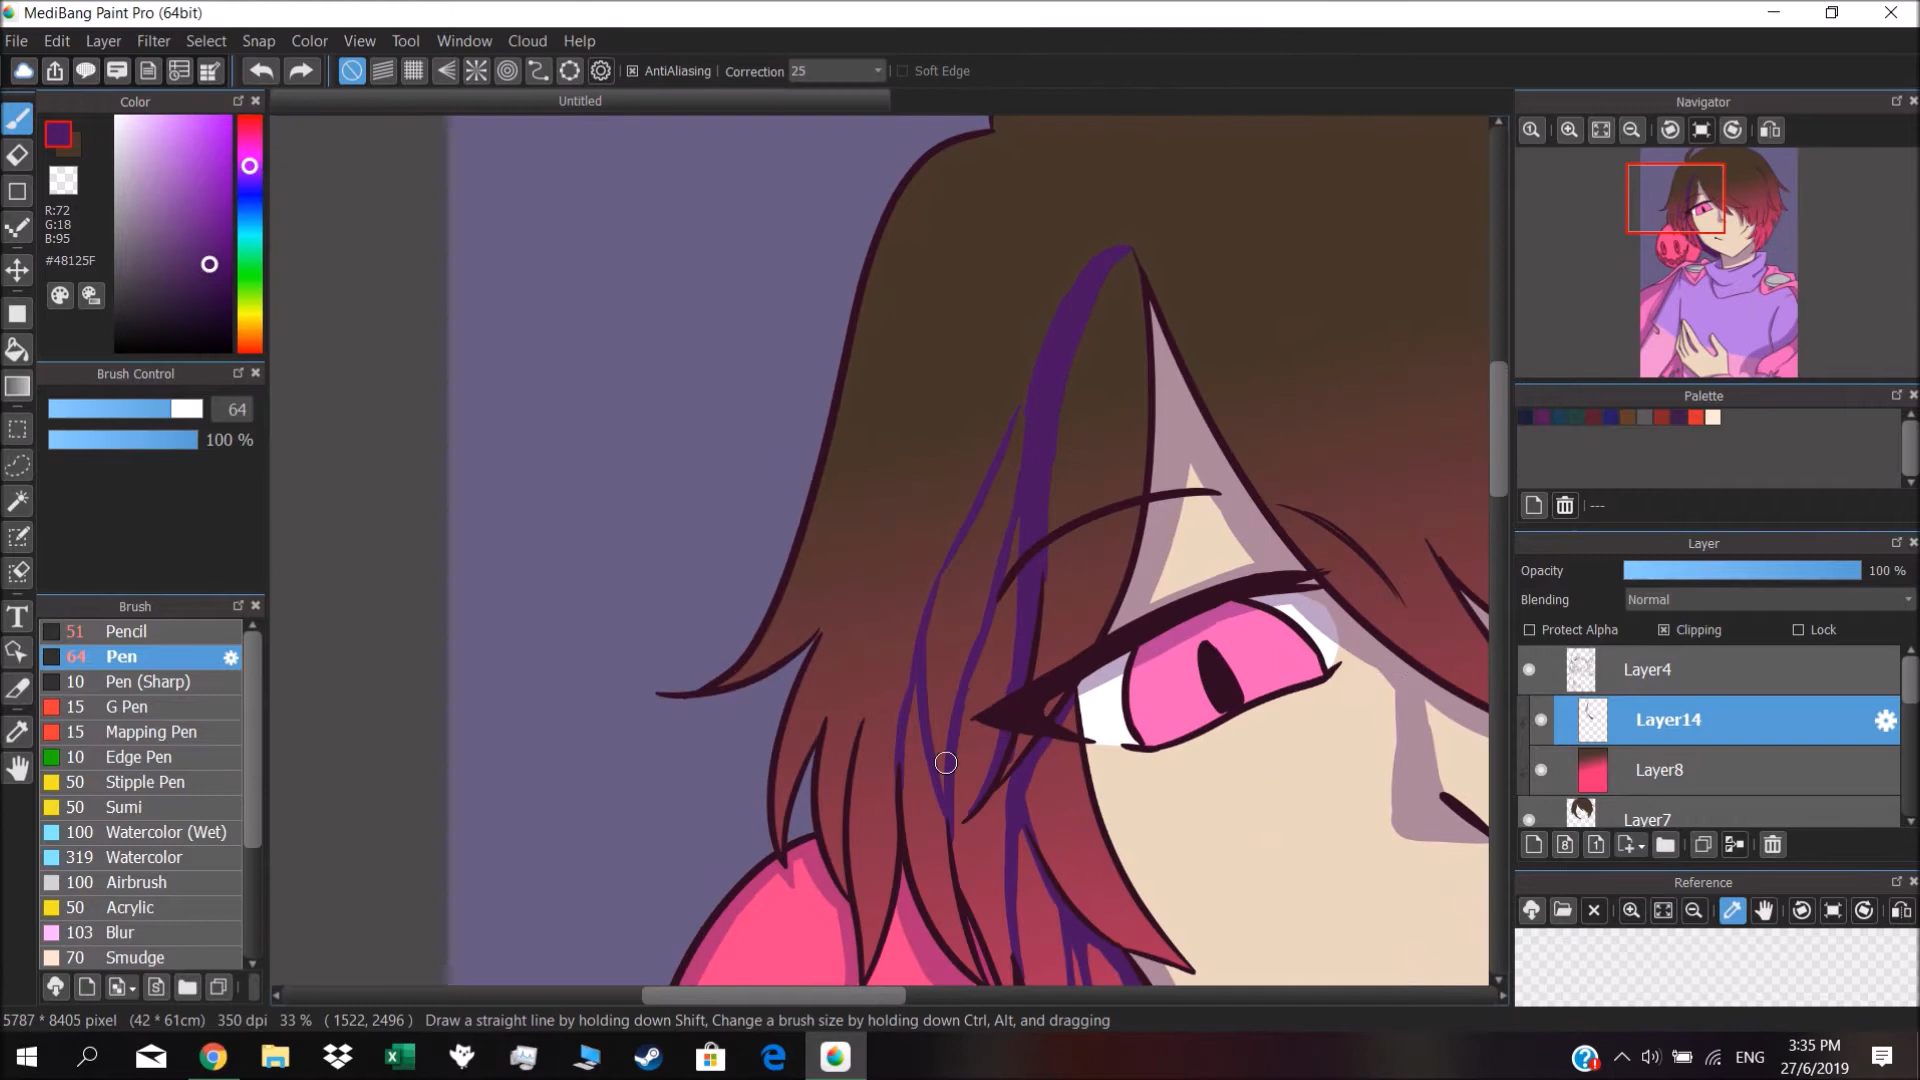 MediBang Paint Pro (64bit)
File Edit Layer Filter Select Snap Color View Tool Window Cloud Help
AntiAliasing Correction 25 Soft Edge
Color
Untitled
Navigator
R:72
G:18
B:95
#48125F
Brush Control
64
100 %
Palette
---
Layer
Opacity 100 %
Blending Normal
Protect Alpha Clipping Lock
Layer4
Layer14
Layer8
Layer7
Brush
51 Pencil
64 Pen
10 Pen (Sharp)
15 G Pen
15 Mapping Pen
10 Edge Pen
50 Stipple Pen
50 Sumi
100 Watercolor (Wet)
319 Watercolor
100 Airbrush
50 Acrylic
103 Blur
70 Smudge
Reference
5787 * 8405 pixel (42 * 61cm) 350 dpi 33 % ( 1522, 2496 ) Draw a straight line by holding down Shift, Change a brush size by holding down Ctrl, Alt, and dragging
ENG
3:35 PM
27/6/2019